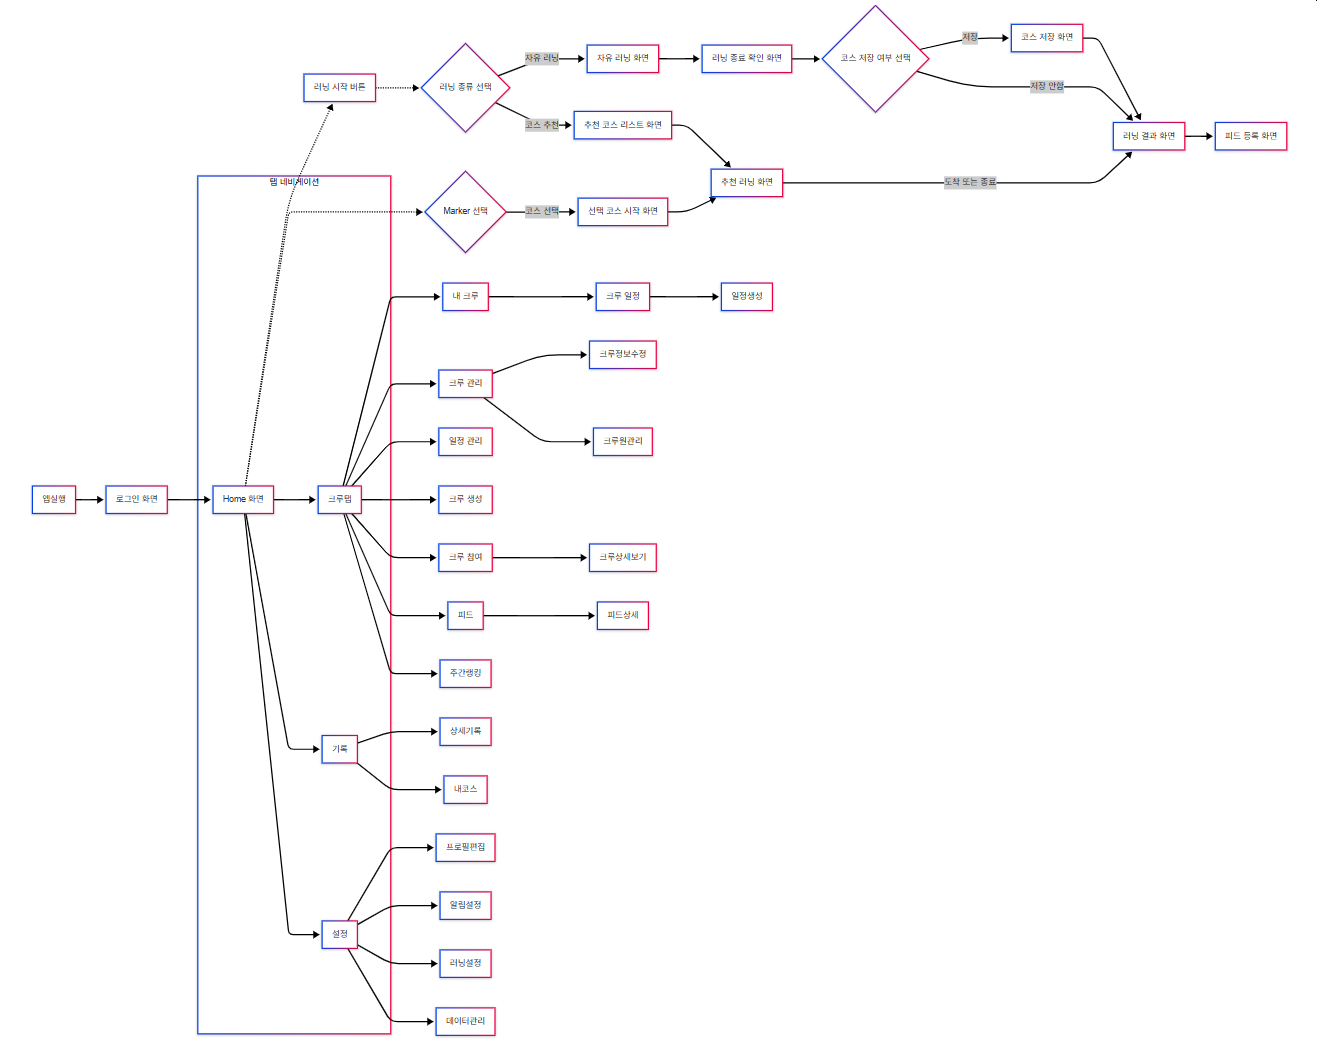 저장
코스 저장 화면
자유 러닝
자유 러닝 화면
러닝 종료 확인 화면
코스 저장 여부 선택
러닝 시작 버튼
러닝 종류 선택
저장 안함
코스 추천
추천 코스 리스트 화면
러닝 결과 화면
피드 등록 화면
탭 네비게이션
추천 러닝 화면
도착 또는 종료
Marker 선택
코스 선택
선택 코스 시작 화면
내 크루
크루 일정
일정생성
크루정보수정
크루 관리
일정 관리
크루원관리
앱실행
로그인 화면
Home 화면
크루탭
크루 생성
크루 참여
크루상세보기
피드
피드상세
주간랭킹
상세기록
기록
내코스
프로필편집
알림설정
설정
러닝설정
데이터관리